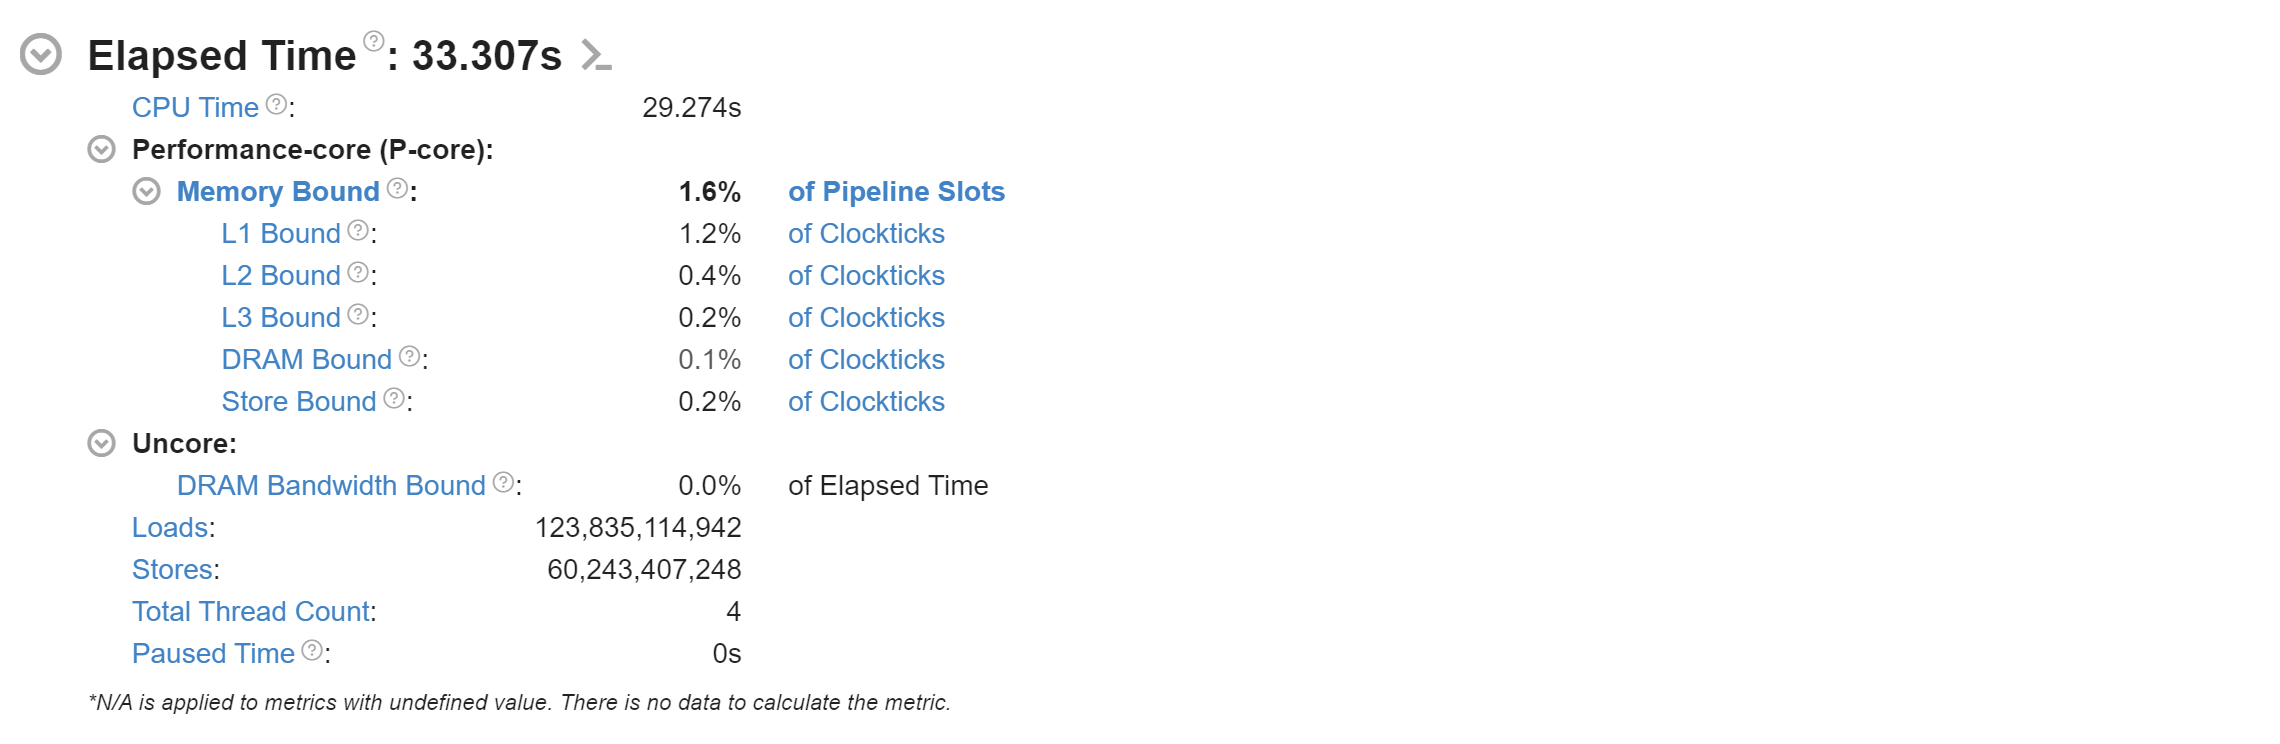 Elapsed Time ?: 33.307s
CPU Time ?: 29.274s
Performance-core (P-core):
Memory Bound ?: 1.6% of Pipeline Slots
L1 Bound ?: 1.2% of Clockticks
L2 Bound ?: 0.4% of Clockticks
L3 Bound ?: 0.2% of Clockticks
DRAM Bound ?: 0.1% of Clockticks
Store Bound ?: 0.2% of Clockticks
Uncore:
DRAM Bandwidth Bound ?: 0.0% of Elapsed Time
Loads: 123,835,114,942
Stores: 60,243,407,248
Total Thread Count: 4
Paused Time ?: 0s
*N/A is applied to metrics with undefined value. There is no data to calculate the metric.